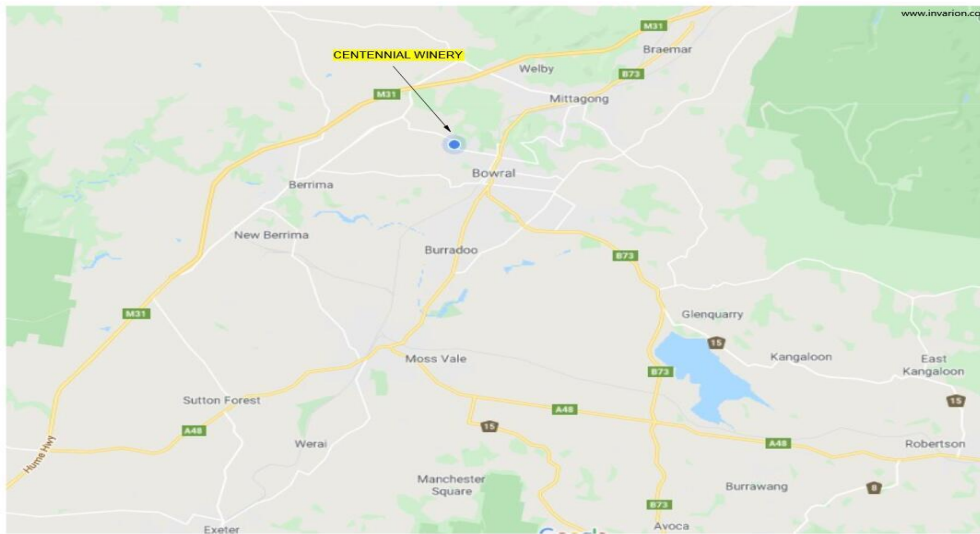 www.invarion.co
M31
Braemar
CENTENNIAL WINERY
Welby
B73
M31
Mittagong
Bowral
Berrima
New Berrima
Burradoo
B73
M31
Glenquarry
15
Kangaloon
East
Kangaloon
Moss Vale
B73
Sutton Forest
15
A48
15
A48
A48
Hume Hwy
Werai
Robertson
Manchester
Square
Burrawang
8
B73
Exeter
Google
Avoca